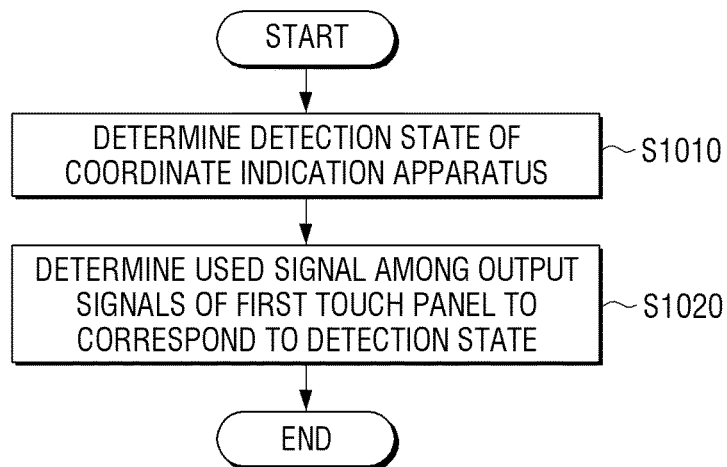 START
DETERMINE DETECTION STATE OF
COORDINATE INDICATION APPARATUS
S1010
DETERMINE USED SIGNAL AMONG OUTPUT
SIGNALS OF FIRST TOUCH PANEL TO
CORRESPOND TO DETECTION STATE
S1020
END